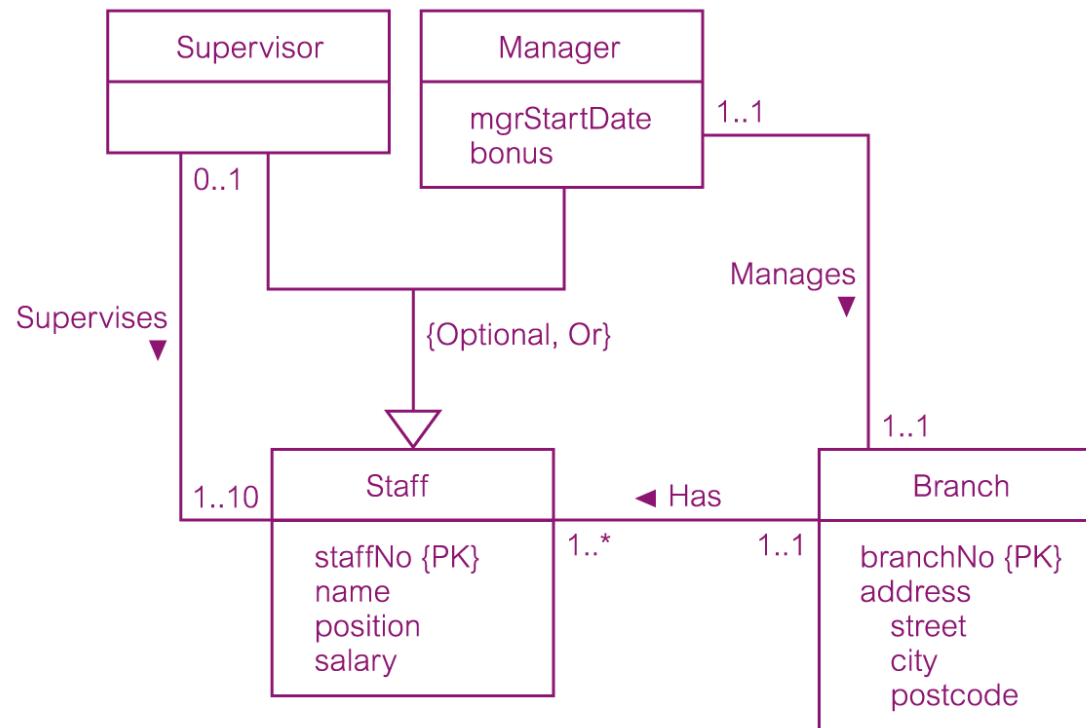 Supervisor
Manager
mgrStartDate
bonus
1..1
0..1
Manages
Supervises
{Optional, Or}
1..1
Staff
Branch
1..10
Has
1..*
1..1
staffNo {PK}
name
position
salary
branchNo {PK}
address
street
city
postcode